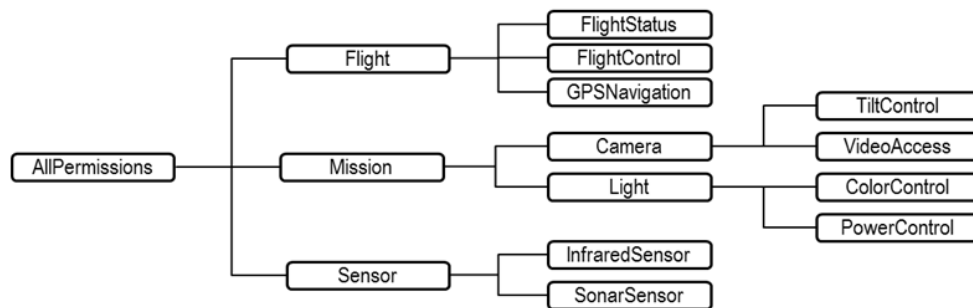 AllPermissions
Flight
FlightStatus
FlightControl
GPSNavigation
Mission
Camera
TiltControl
VideoAccess
Light
ColorControl
PowerControl
Sensor
InfraredSensor
SonarSensor